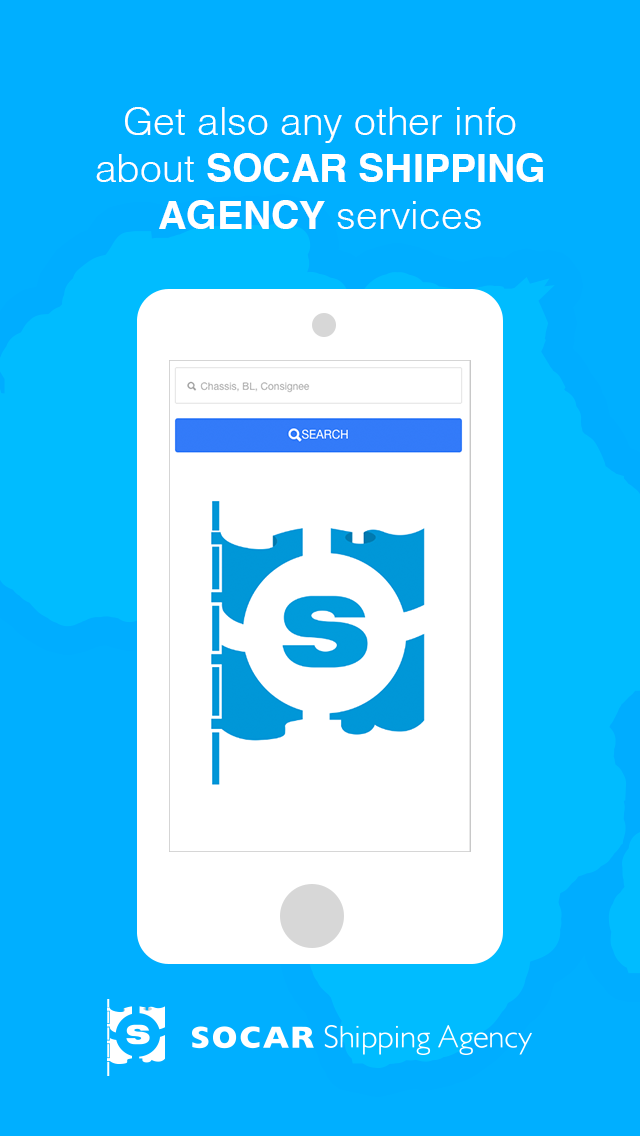 Get also any other info
about SOCAR SHIPPING
AGENCY services
Chassis, BL, Consignee
SEARCH
S
S
SOCAR Shipping Agency